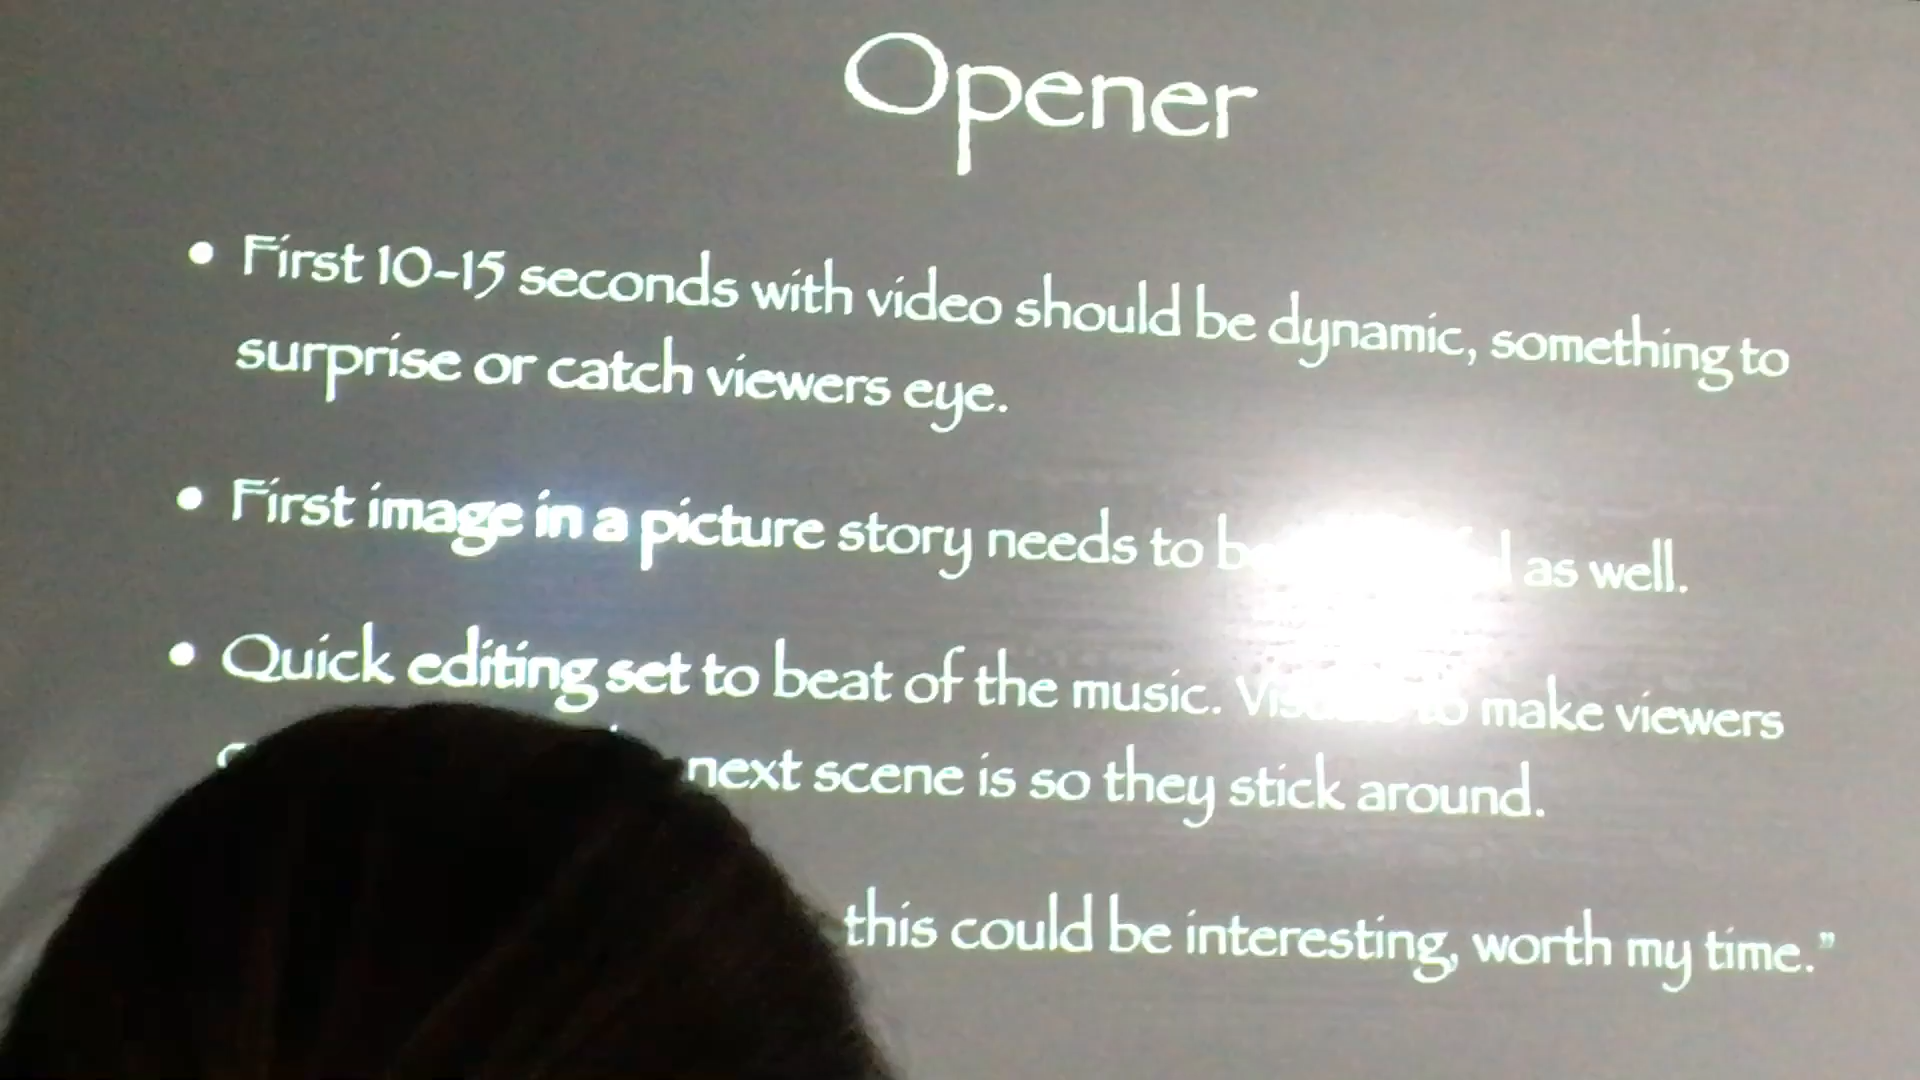 Opener
• First 10-15 seconds with video should be dynamic, something to
surprise or catch viewers eye.
• First image in a picture story needs to be as well.
• Quick editing set to beat of the music. to make viewers
next scene is so they stick around.
this could be interesting, worth my time.”